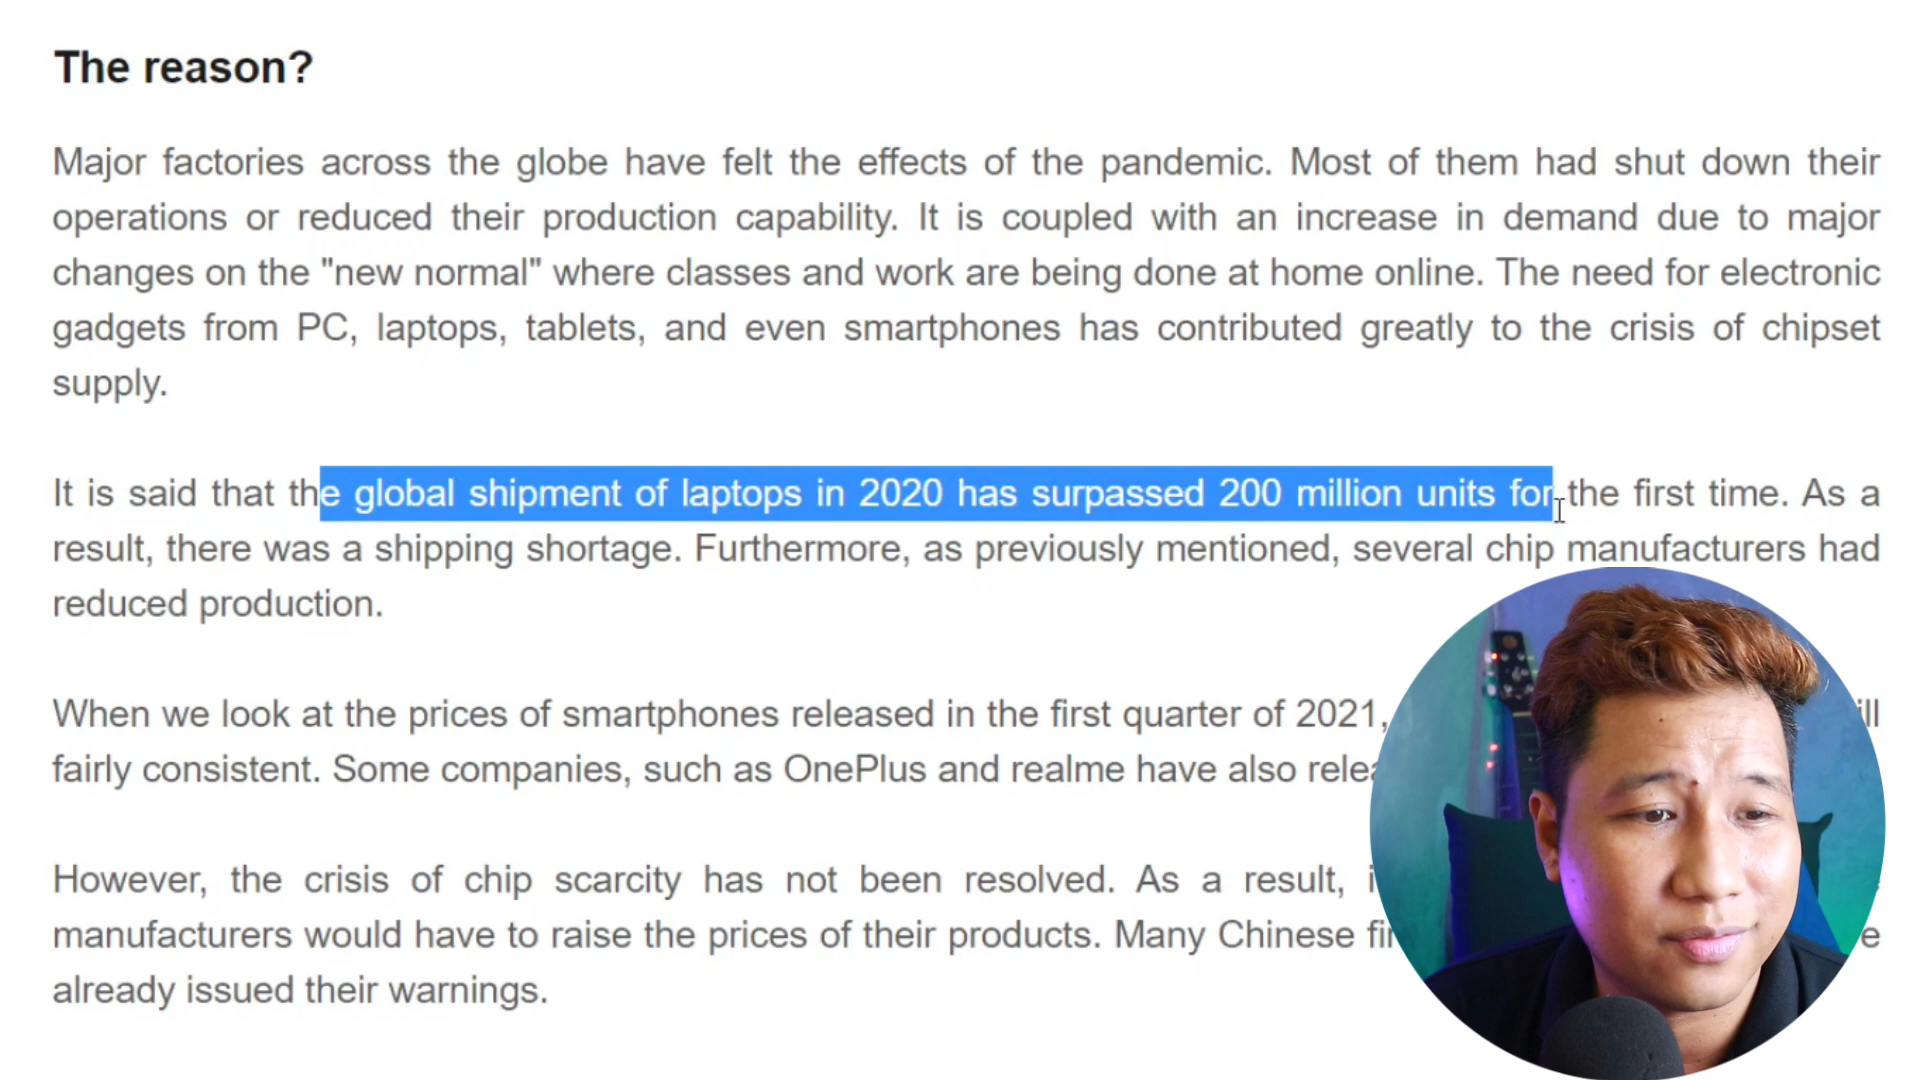 The reason?
Major factories across the globe have felt the effects of the pandemic. Most of them had shut down their
operations or reduced their production capability. It is coupled with an increase in demand due to major
changes on the "new normal" where classes and work are being done at home online. The need for electronic
gadgets from PC, laptops, tablets, and even smartphones has contributed greatly to the crisis of chipset
supply.
It is said that the global shipment of laptops in 2020 has surpassed 200 million units for the first time. As a
result, there was a shipping shortage. Furthermore, as previously mentioned, several chip manufacturers had
reduced production.
When we look at the prices of smartphones released in the first quarter of 2021,
fairly consistent. Some companies, such as OnePlus and realme have also
However, the crisis of chip scarcity has not been resolved. As a result,
manufacturers would have to raise the prices of their products. Many Chinese
already issued their warnings.